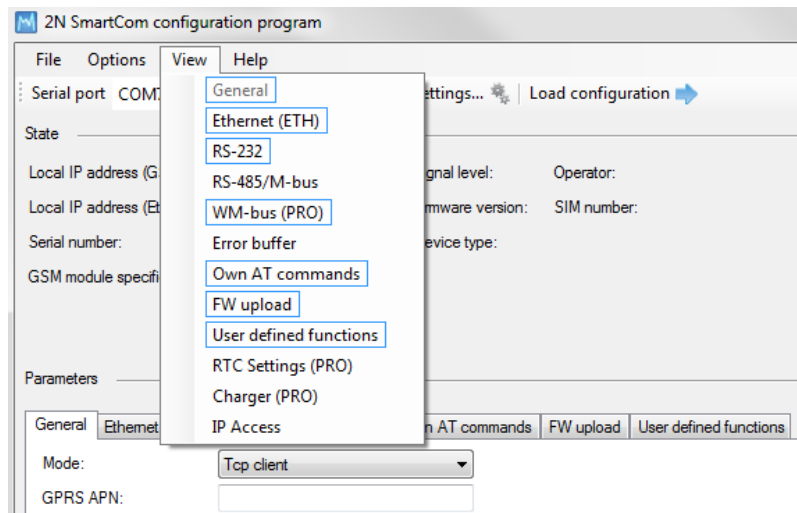 2N SmartCom configuration program
File Options View Help
Serial port COM7 ettings... Load configuration
General
Ethernet (ETH)
RS-232
RS-485/M-bus
WM-bus (PRO)
Error buffer
Own AT commands
FW upload
User defined functions
RTC Settings (PRO)
Charger (PRO)
IP Access
State
Local IP address (G gnal level: Operator:
Local IP address (Et mware version: SIM number:
Serial number: evice type:
GSM module specifi
Parameters
General Ethernet n AT commands FW upload User defined functions
Mode: Tcp client
GPRS APN: